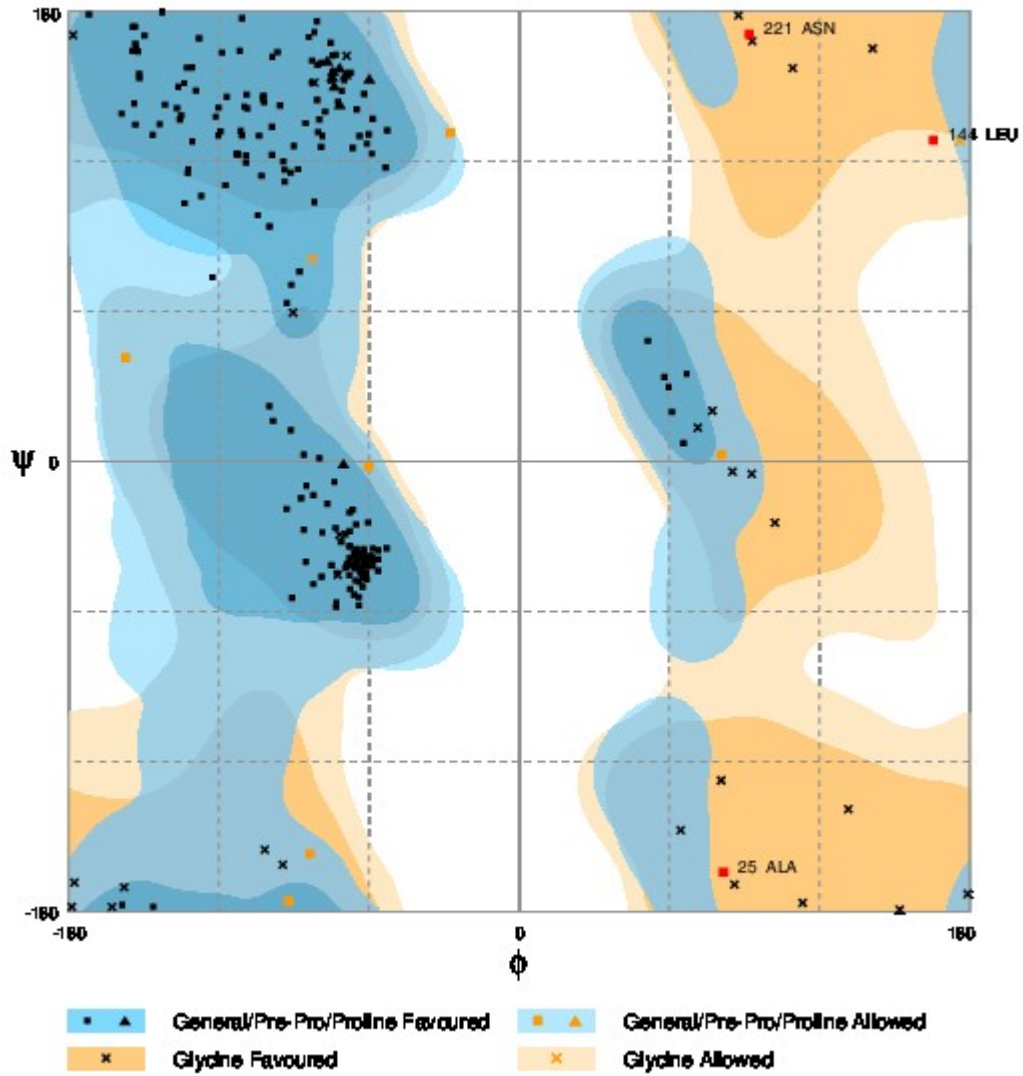 180
221 ASN
144 LEU
Ψ 0
25 ALA
-180
-180 0 180
ϕ
General/Pre-Pro/Proline Favoured General/Pre-Pro/Proline Allowed
Glycine Favoured Glycine Allowed